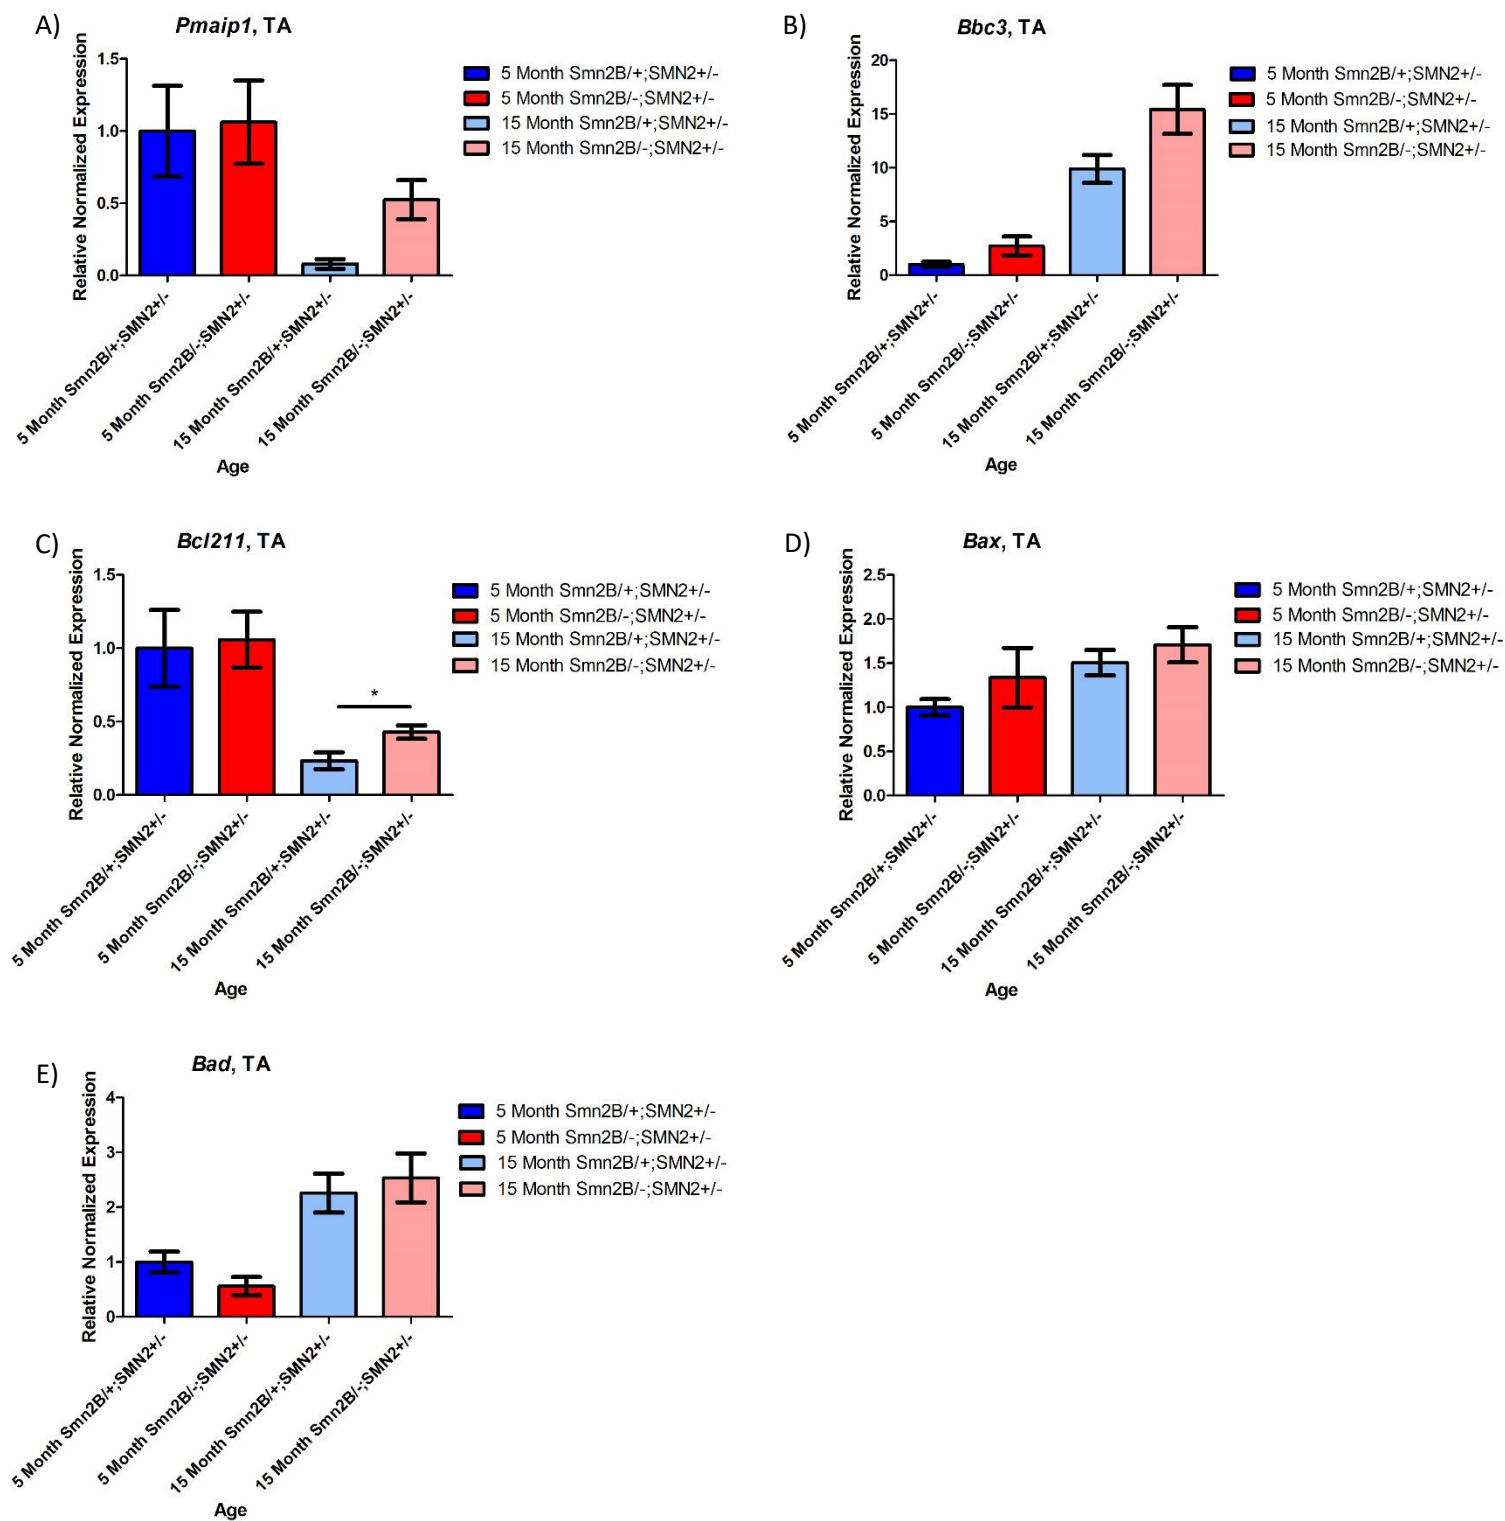 A)
Pmaip1, TA
Relative Normalized Expression
1.5
1.0
0.5
0.0
5 Month Smn2B/+;SMN2+/-
5 Month Smn2B/-;SMN2+/-
15 Month Smn2B/+;SMN2+/-
15 Month Smn2B/-;SMN2+/-
Age
5 Month Smn2B/+;SMN2+/-
5 Month Smn2B/-;SMN2+/-
15 Month Smn2B/+;SMN2+/-
15 Month Smn2B/-;SMN2+/-
B)
Bbc3, TA
Relative Normalized Expression
20
15
10
5
0
5 Month Smn2B/+;SMN2+/-
5 Month Smn2B/-;SMN2+/-
15 Month Smn2B/+;SMN2+/-
15 Month Smn2B/-;SMN2+/-
Age
5 Month Smn2B/+;SMN2+/-
5 Month Smn2B/-;SMN2+/-
15 Month Smn2B/+;SMN2+/-
15 Month Smn2B/-;SMN2+/-
C)
Bcl211, TA
Relative Normalized Expression
1.5
1.0
0.5
0.0
*
5 Month Smn2B/+;SMN2+/-
5 Month Smn2B/-;SMN2+/-
15 Month Smn2B/+;SMN2+/-
15 Month Smn2B/-;SMN2+/-
Age
5 Month Smn2B/+;SMN2+/-
5 Month Smn2B/-;SMN2+/-
15 Month Smn2B/+;SMN2+/-
15 Month Smn2B/-;SMN2+/-
D)
Bax, TA
Relative Normalized Expression
2.5
2.0
1.5
1.0
0.5
0.0
5 Month Smn2B/+;SMN2+/-
5 Month Smn2B/-;SMN2+/-
15 Month Smn2B/+;SMN2+/-
15 Month Smn2B/-;SMN2+/-
Age
5 Month Smn2B/+;SMN2+/-
5 Month Smn2B/-;SMN2+/-
15 Month Smn2B/+;SMN2+/-
15 Month Smn2B/-;SMN2+/-
E)
Bad, TA
Relative Normalized Expression
4
3
2
1
0
5 Month Smn2B/+;SMN2+/-
5 Month Smn2B/-;SMN2+/-
15 Month Smn2B/+;SMN2+/-
15 Month Smn2B/-;SMN2+/-
Age
5 Month Smn2B/+;SMN2+/-
5 Month Smn2B/-;SMN2+/-
15 Month Smn2B/+;SMN2+/-
15 Month Smn2B/-;SMN2+/-